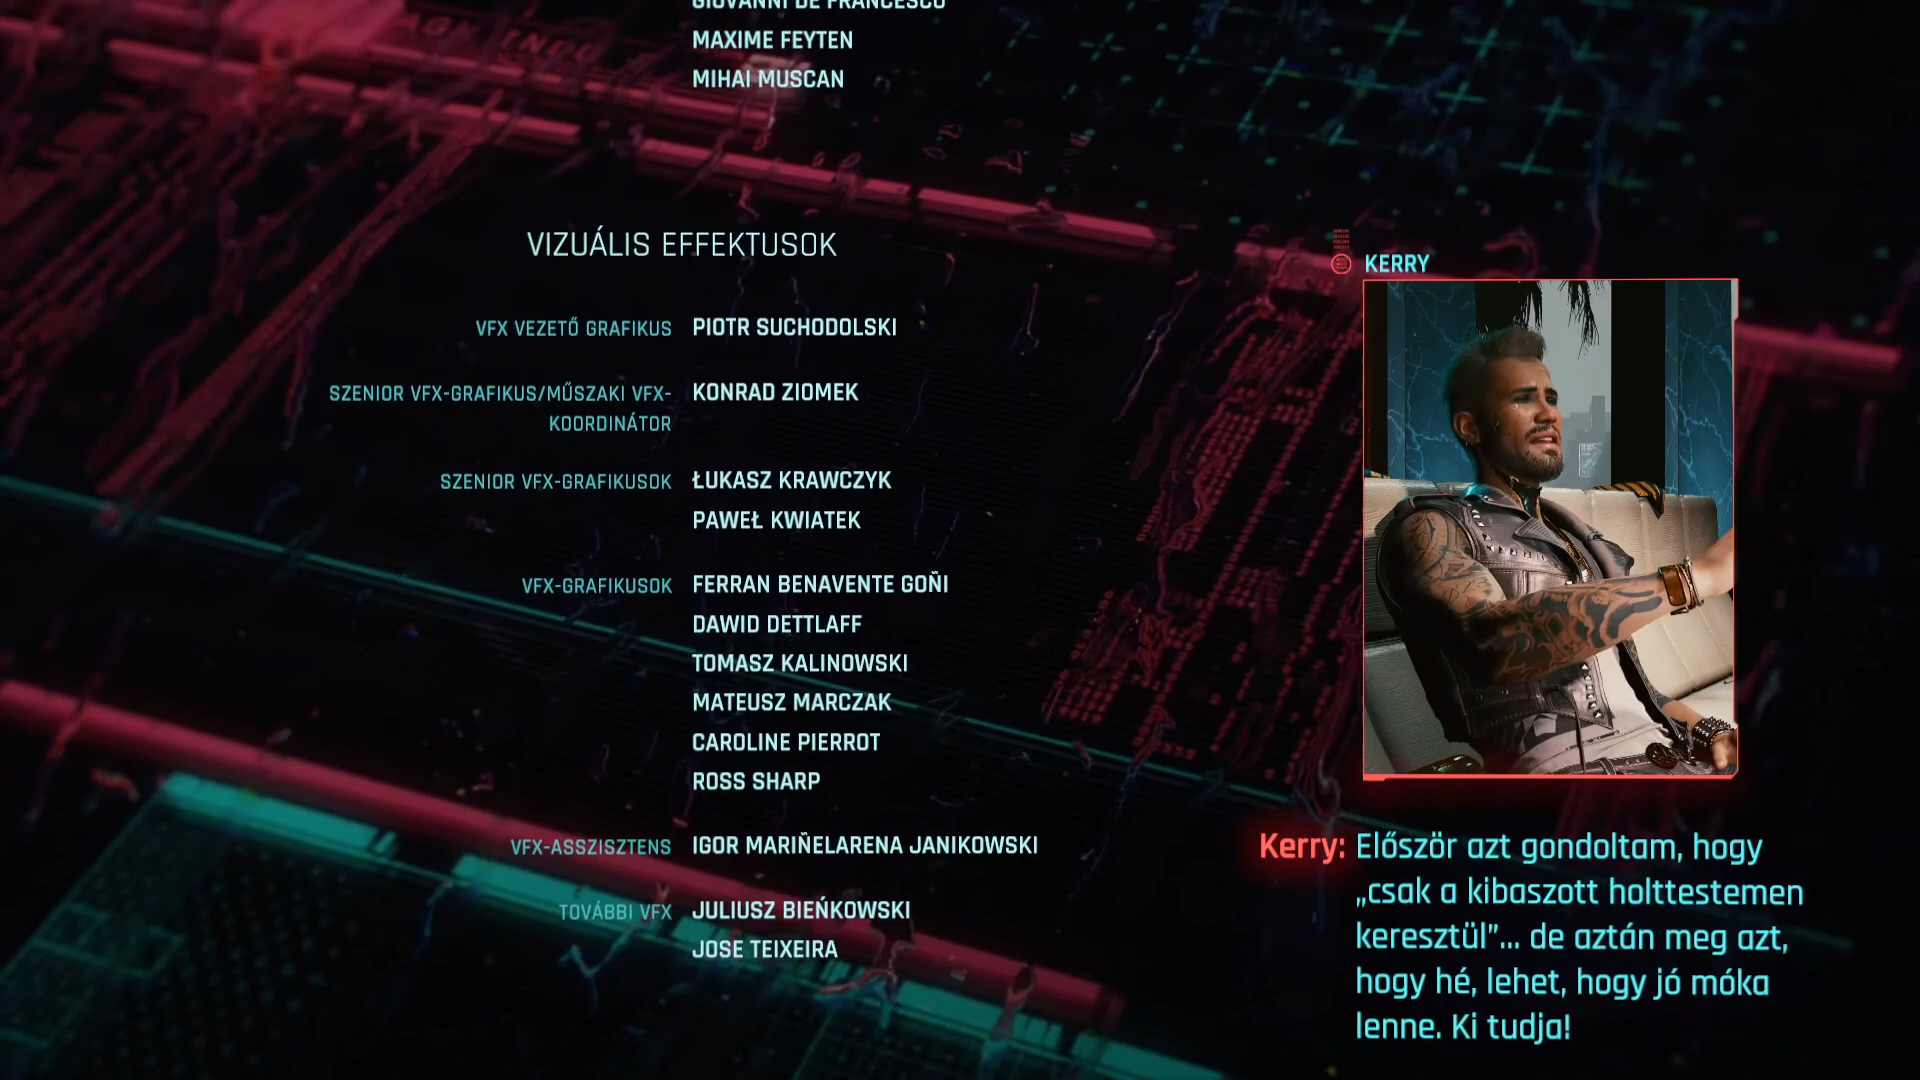 GIOVANNI DE FRANCESCO
MAXIME FEYTEN
MIHAI MUSCAN
VIZUÁLIS EFFEKTUSOK
VFX VEZETŐ GRAFIKUS PIOTR SUCHODOLSKI
SZENIOR VFX-GRAFIKUS/MŰSZAKI VFX- KONRAD ZIOMEK
KOORDINÁTOR
SZENIOR VFX-GRAFIKUSOK ŁUKASZ KRAWCZYK
PAWEŁ KWIATEK
VFX-GRAFIKUSOK FERRAN BENAVENTE GOÑI
DAWID DETTLAFF
TOMASZ KALINOWSKI
MATEUSZ MARCZAK
CAROLINE PIERROT
ROSS SHARP
VFX-ASSZISZTENS IGOR MARIÑELARENA JANIKOWSKI
TOVÁBBI VFX JULIUSZ BIEŃKOWSKI
JOSE TEIXEIRA
KERRY
Kerry: Először azt gondoltam, hogy
„csak a kibaszott holttestemen
keresztül”... de aztán meg azt,
hogy hé, lehet, hogy jó móka
lenne. Ki tudja!